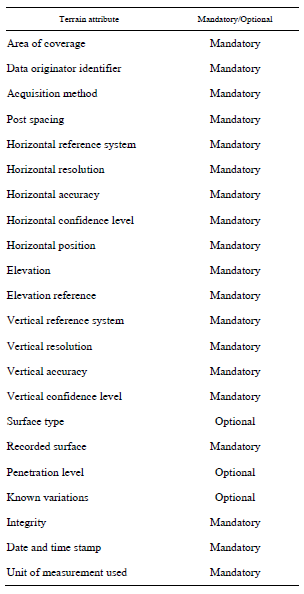 Terrain attribute Mandatory/Optional
Area of coverage Mandatory
Data originator identifier Mandatory
Acquisition method Mandatory
Post spacing Mandatory
Horizontal reference system Mandatory
Horizontal resolution Mandatory
Horizontal accuracy Mandatory
Horizontal confidence level Mandatory
Horizontal position Mandatory
Elevation Mandatory
Elevation reference Mandatory
Vertical reference system Mandatory
Vertical resolution Mandatory
Vertical accuracy Mandatory
Vertical confidence level Mandatory
Surface type Optional
Recorded surface Mandatory
Penetration level Optional
Known variations Optional
Integrity Mandatory
Date and time stamp Mandatory
Unit of measurement used Mandatory